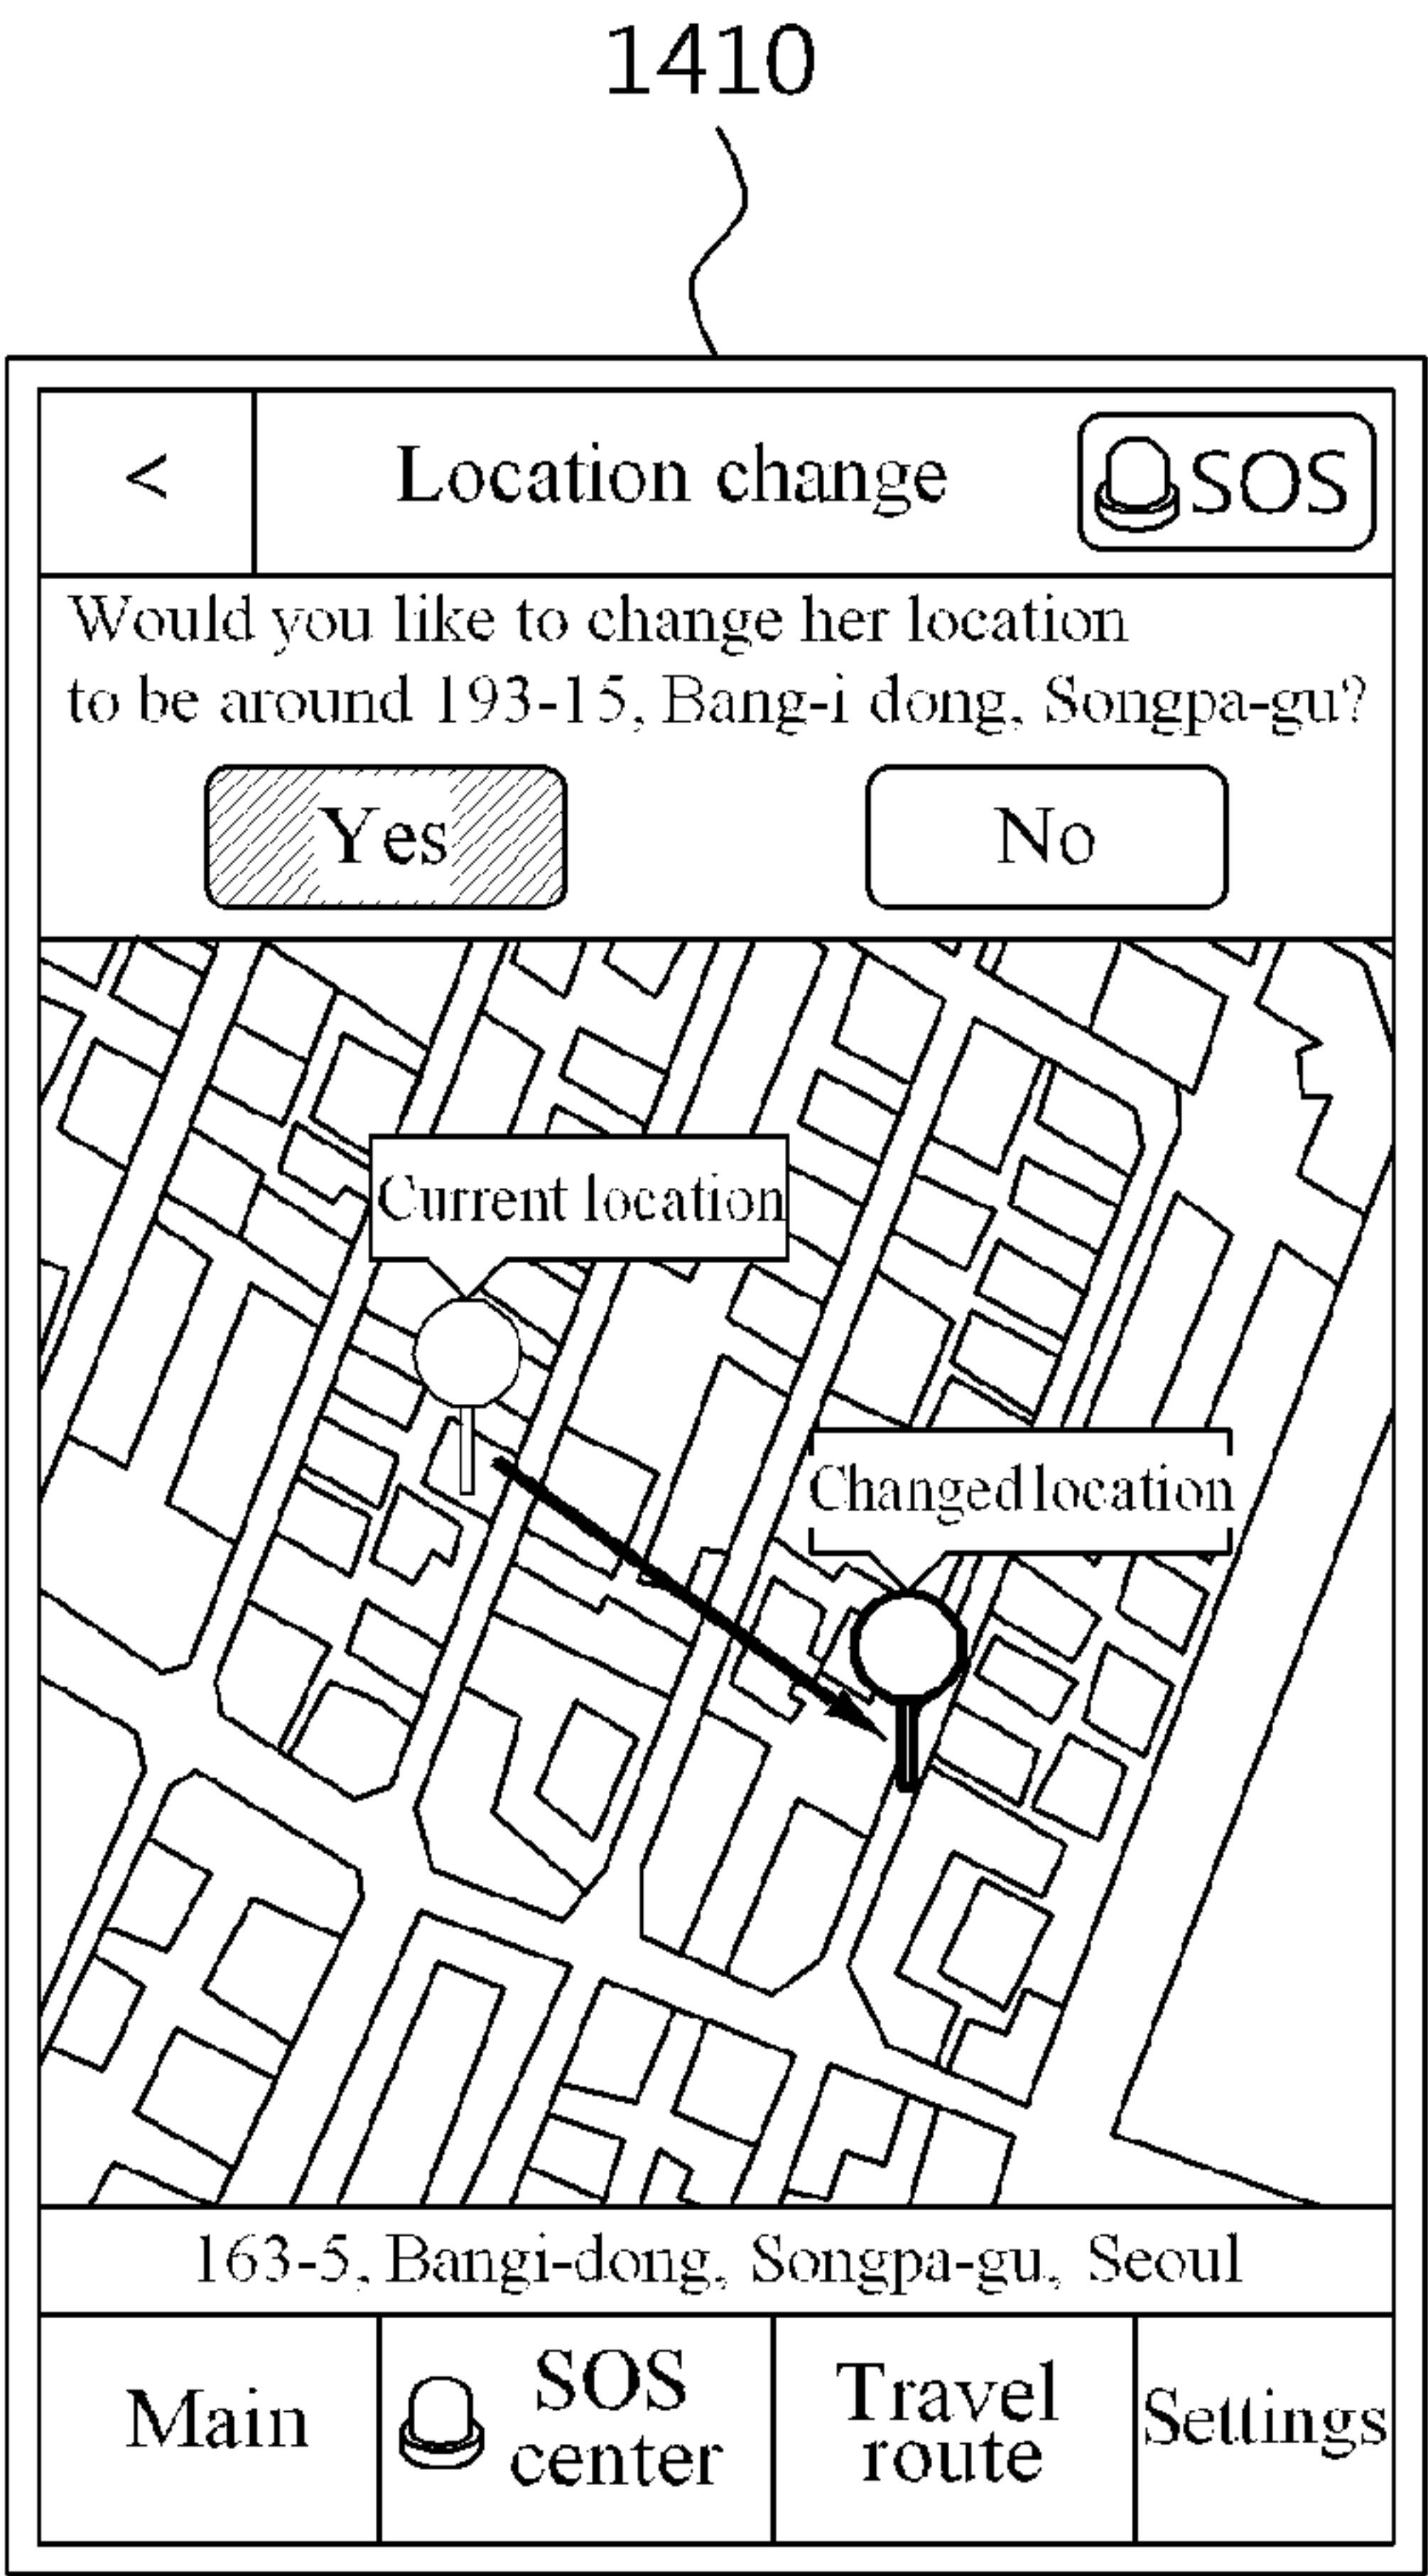 1410
< Location change SOS
Would you like to change her location
to be around 193-15, Bang-i dong, Songpa-gu?
Yes No
Current location
Changed location
163-5, Bangi-dong, Songpa-gu, Seoul
Main SOS center Travel route Settings